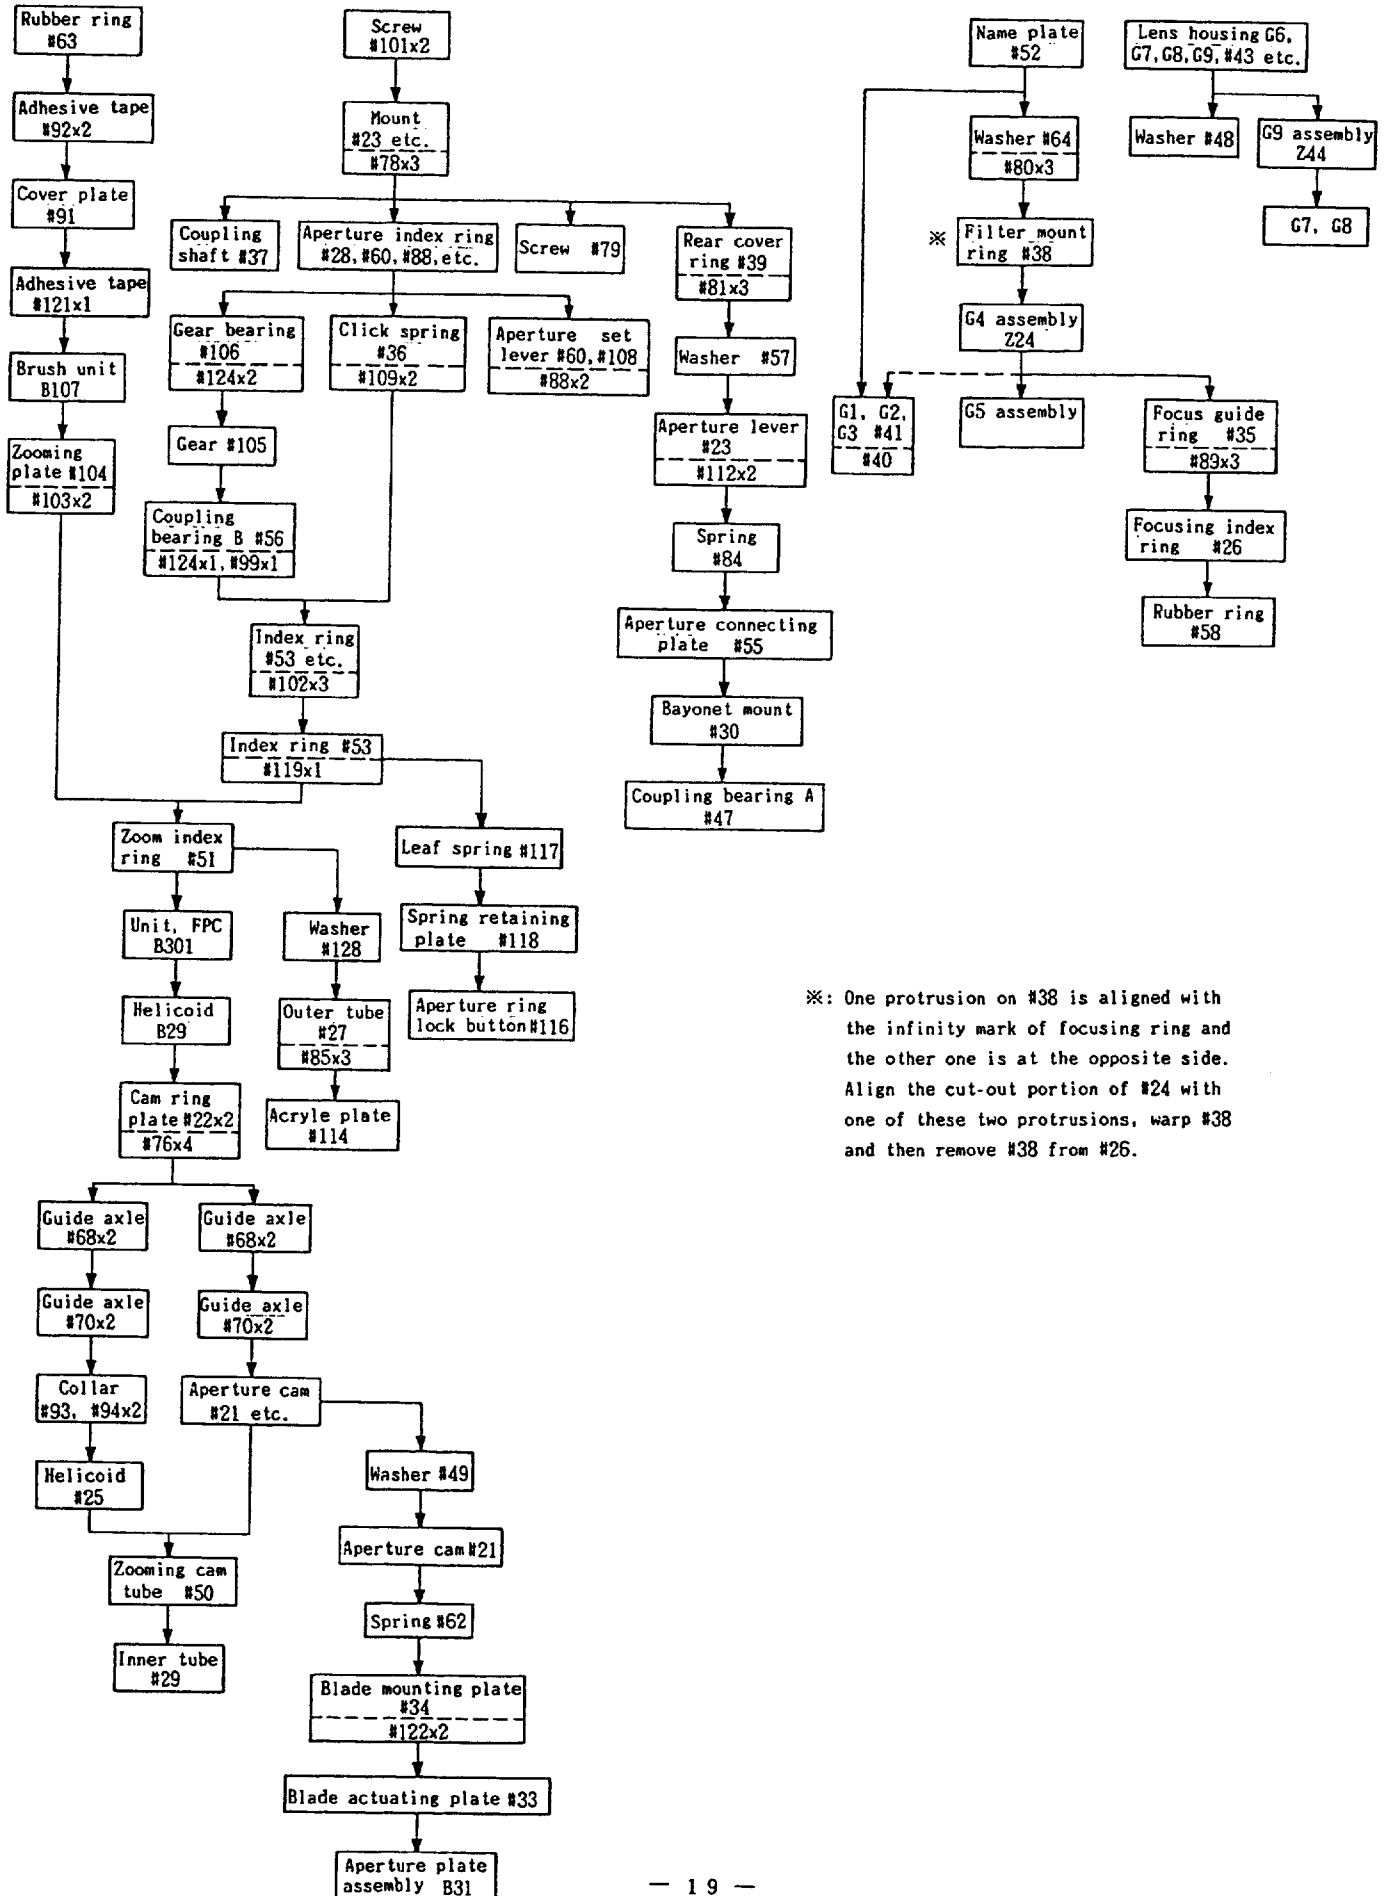 Rubber ring
#63
Adhesive tape
#92x2
Cover plate
#91
Adhesive tape
#121x1
Brush unit
B107
Zooming
plate #104
#103x2
Screw
#101x2
Mount
#23 etc.
#78x3
Coupling
shaft #37
Aperture index ring
#28, #60, #88, etc.
Screw #79
Rear cover
ring #39
#81x3
Gear bearing
#106
#124x2
Click spring
#36
#109x2
Aperture set
lever #60, #108
#88x2
Washer #57
Gear #105
Aperture lever
#23
#112x2
Coupling
bearing B #56
#124x1, #99x1
Spring
#84
Index ring
#53 etc.
#102x3
Aperture connecting
plate #55
Index ring #53
#119x1
Bayonet mount
#30
Coupling bearing A
#47
Zoom index
ring #51
Leaf spring #117
Unit, FPC
B301
Washer
#128
Spring retaining
plate #118
Helicoid
B29
Outer tube
#27
#85x3
Aperture ring
lock button #116
Cam ring
plate #22x2
#76x4
Acryle plate
#114
Guide axle
#68x2
Guide axle
#68x2
Guide axle
#70x2
Guide axle
#70x2
Collar
#93, #94x2
Aperture cam
#21 etc.
Helicoid
#25
Washer #49
Zooming cam
tube #50
Aperture cam #21
Inner tube
#29
Spring #62
Blade mounting plate
#34
#122x2
Blade actuating plate #33
Aperture plate
assembly B31
Name plate
#52
Washer #64
#80x3
※ Filter mount
ring #38
G4 assembly
Z24
G1, G2,
G3 #41
#40
G5 assembly
Focus guide
ring #35
#89x3
Focusing index
ring #26
Rubber ring
#58
Lens housing G6,
G7, G8, G9, #43 etc.
Washer #48
G9 assembly
Z44
G7, G8
※: One protrusion on #38 is aligned with
the infinity mark of focusing ring and
the other one is at the opposite side.
Align the cut-out portion of #24 with
one of these two protrusions, warp #38
and then remove #38 from #26.
— 19 —